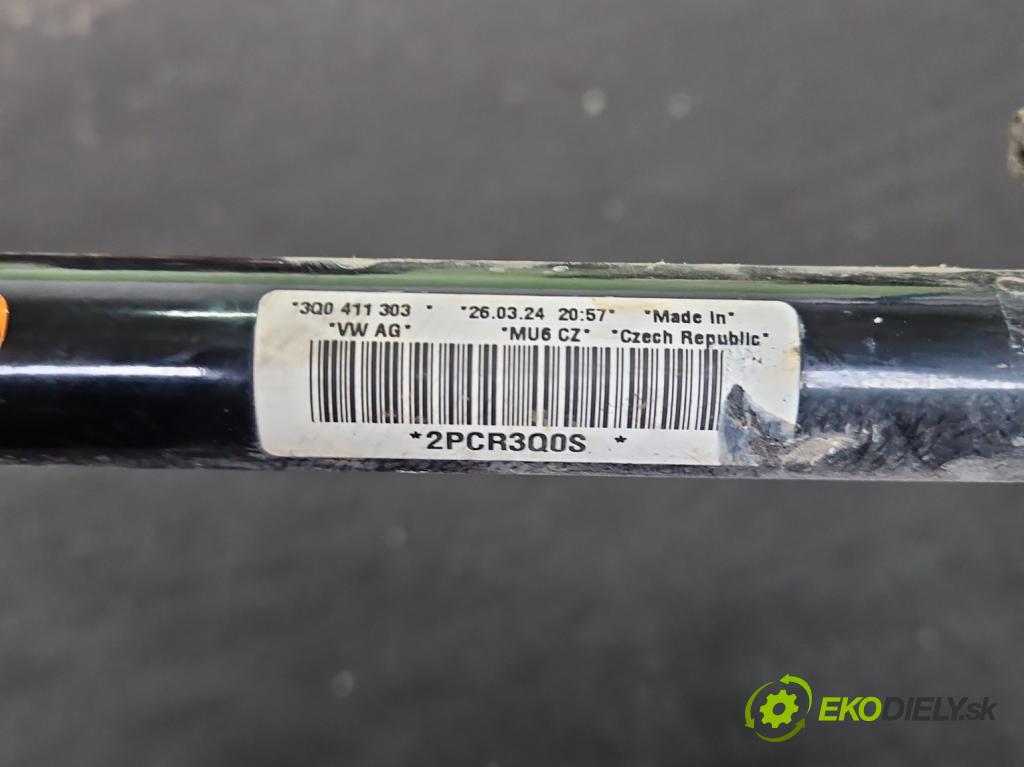 *3Q0 411 303 * *26.03.24 20:57* *Made in*
*VW AG* *MU6 CZ* *Czech Republic*
*2PCR3Q0S *
EKODIELY.sk